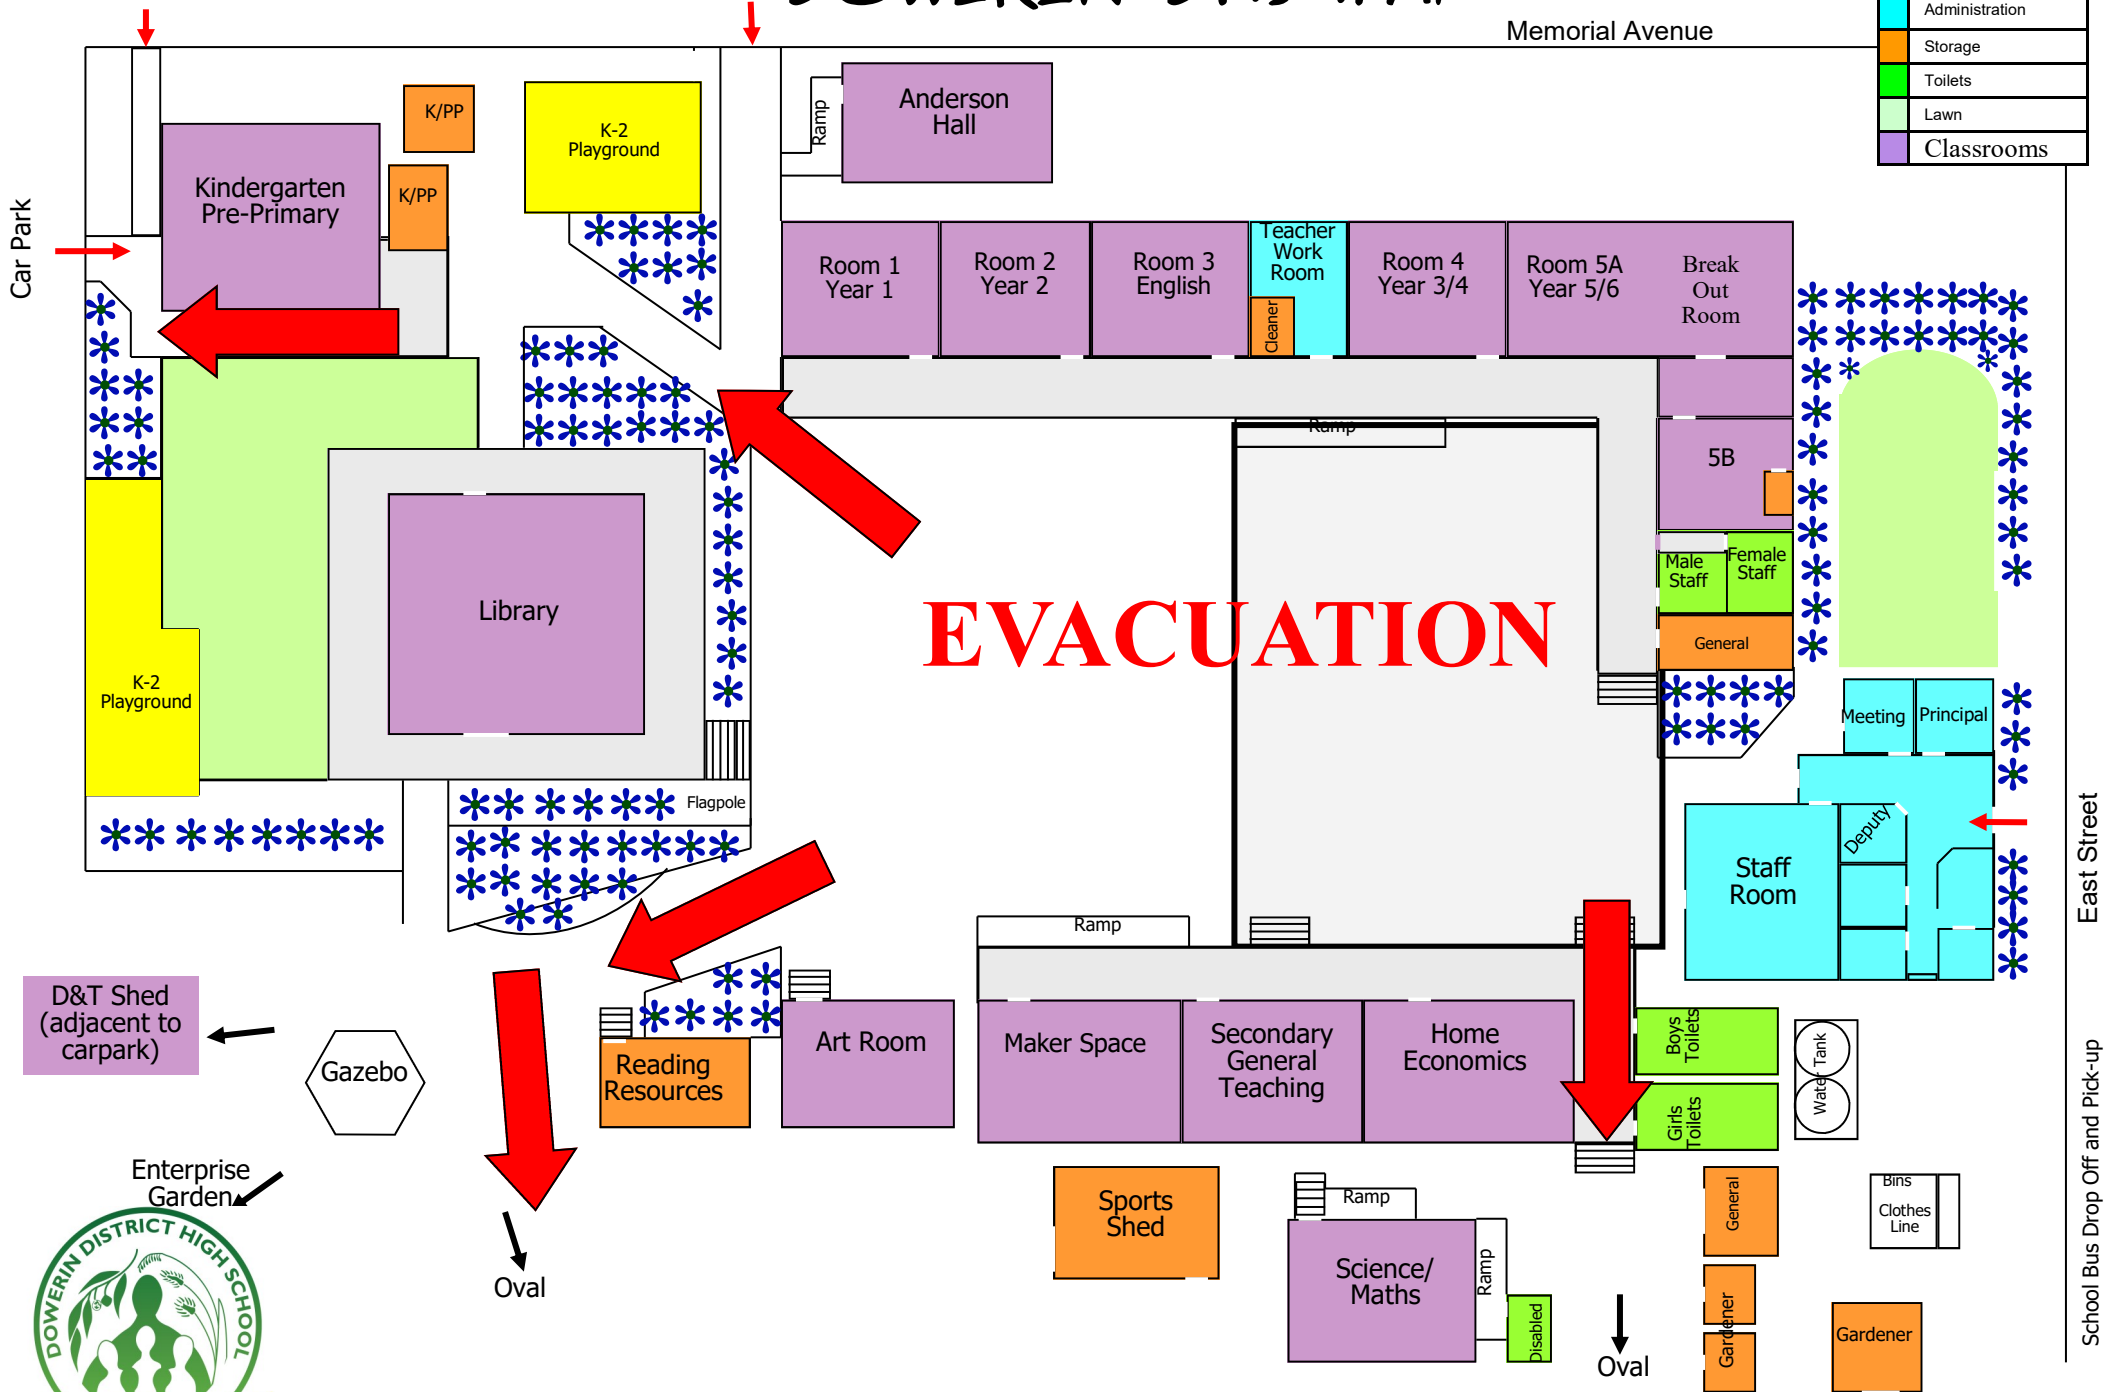 DOWERIN DHS MAP
Memorial Avenue
Administration
Storage
Toilets
Lawn
Classrooms
Car Park
Kindergarten
Pre-Primary
K/PP
K/PP
K-2
Playground
Ramp
Anderson
Hall
Room 1
Year 1
Room 2
Year 2
Room 3
English
Teacher
Work
Room
Cleaner
Room 4
Year 3/4
Room 5A
Year 5/6
Break
Out
Room
Ramp
5B
Male
Staff
Female
Staff
General
Library
EVACUATION
K-2
Playground
Meeting
Principal
Flagpole
Deputy
Staff
Room
East Street
Ramp
D&T Shed
(adjacent to
carpark)
Gazebo
Reading
Resources
Art Room
Maker Space
Secondary
General
Teaching
Home
Economics
Boys
Toilets
Girls
Toilets
Water Tank
School Bus Drop Off and Pick-up
Enterprise
Garden
Oval
Sports
Shed
Ramp
Science/
Maths
Ramp
Disabled
General
Gardener
Gardener
Bins
Clothes
Line
Gardener
Oval
DOWERIN DISTRICT HIGH SCHOOL